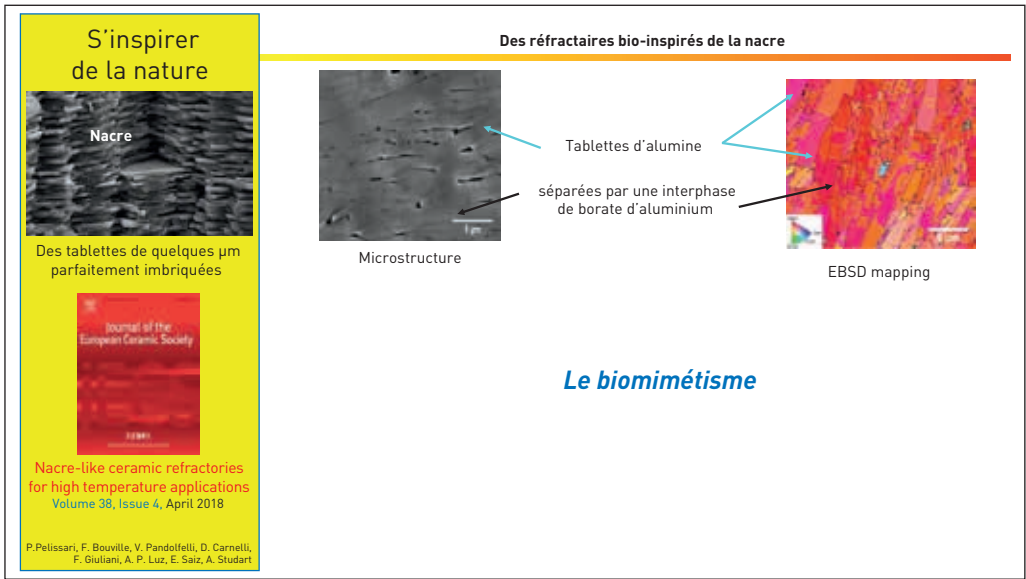 S'inspirer
de la nature
Nacre
Des tablettes de quelques µm
parfaitement imbriquées
Journal of the
European Ceramic Society
Nacre-like ceramic refractories
for high temperature applications
Volume 38, Issue 4, April 2018
P.Pelissari, F. Bouville, V. Pandolfelli, D. Carnelli,
F. Giuliani, A. P. Luz, E. Saiz, A. Studart
Des réfractaires bio-inspirés de la nacre
Tablettes d'alumine
séparées par une interphase
de borate d'aluminium
Microstructure
EBSD mapping
Le biomimétisme